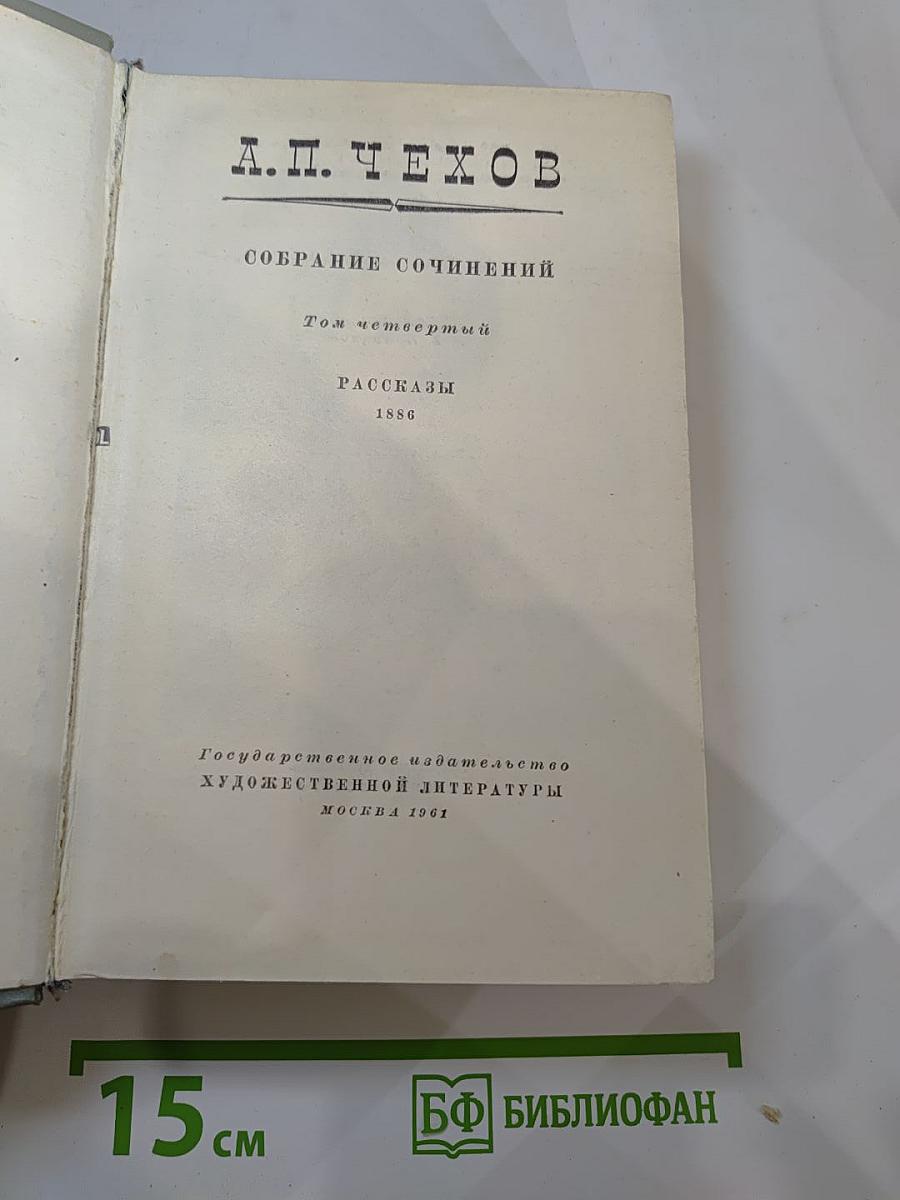 А.П. ЧЕХОВ
СОБРАНИЕ СОЧИНЕНИЙ
Том четвертый
РАССКАЗЫ
1886
Государственное издательство
ХУДОЖЕСТВЕННОЙ ЛИТЕРАТУРЫ
МОСКВА 1961
15 см
БФ БИБЛИОФАН